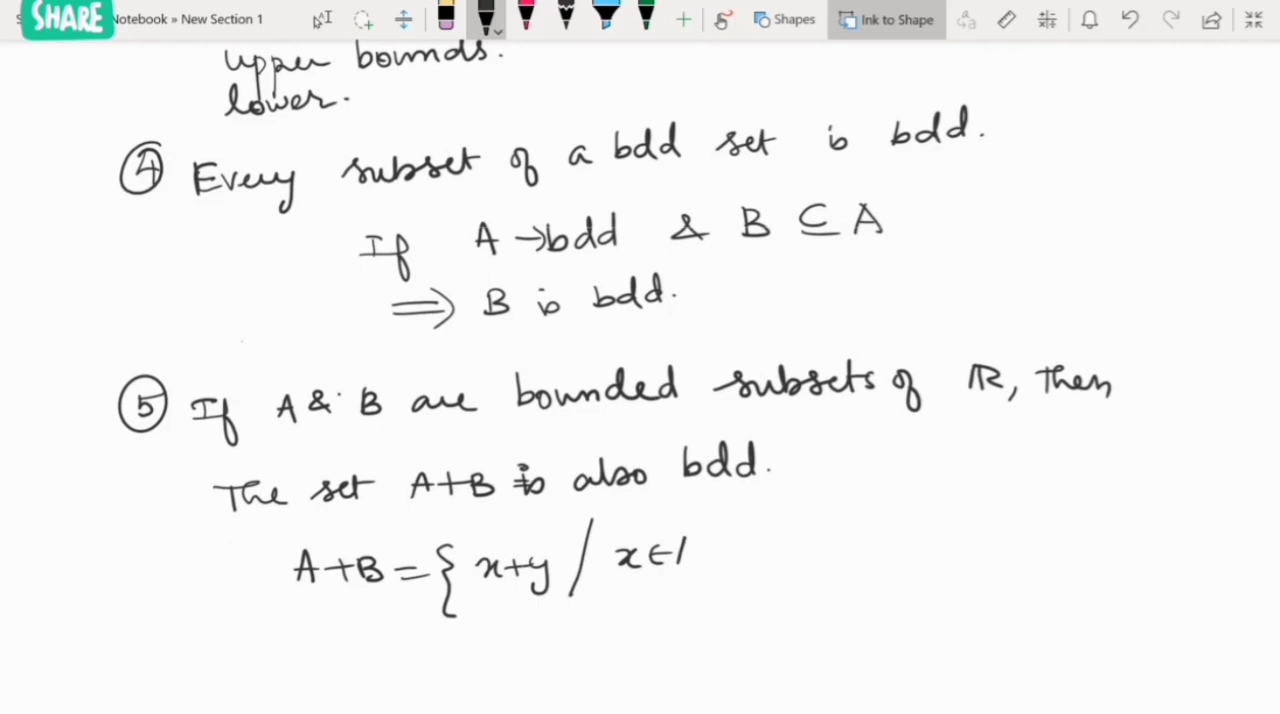 SHARE
Notebook » New Section 1
Shapes
Ink to Shape
upper bounds.
lower.
④ Every subset of a bdd set is bdd.
If A → bdd & B ⊆ A
⇒ B is bdd.
⑤ If A & B are bounded subsets of ℝ, then
The set A+B is also bdd.
A+B = { x+y / x ∈